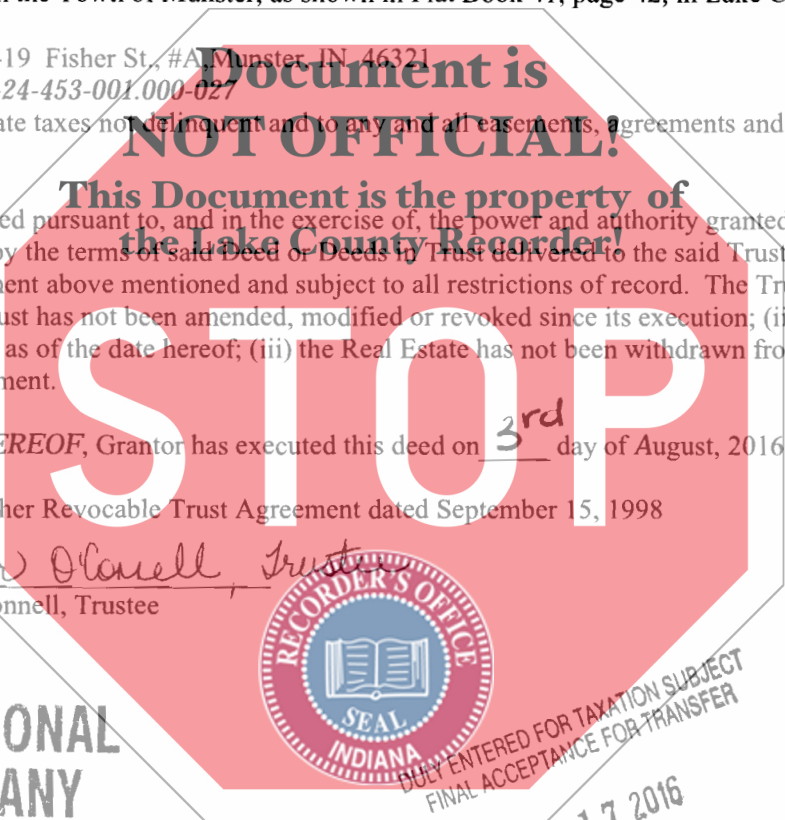 the Town of Munster, as shown in Plat Book 41, page 42, in Lake C
-19 Fisher St., #A, Munster, IN 46321
-24-453-001.000-027
ate taxes not delinquent and to any and all easements, agreements and
Document is
NOT OFFICIAL!
This Document is the property of
the Lake County Recorder!
ed pursuant to, and in the exercise of, the power and authority granted
by the terms of said Deed or Deeds in Trust delivered to the said Trust
ment above mentioned and subject to all restrictions of record. The Tru
ust has not been amended, modified or revoked since its execution; (ii
as of the date hereof; (iii) the Real Estate has not been withdrawn fro
ment.
STOP
EREOF, Grantor has executed this deed on 3rd day of August, 2016
her Revocable Trust Agreement dated September 15, 1998
O'Connell, Trustee
onnell, Trustee
RECORDER'S OFFICE
SEAL
INDIANA
DULY ENTERED FOR TAXATION SUBJECT
FINAL ACCEPTANCE FOR TRANSFER
ONAL
ANY
17 2016